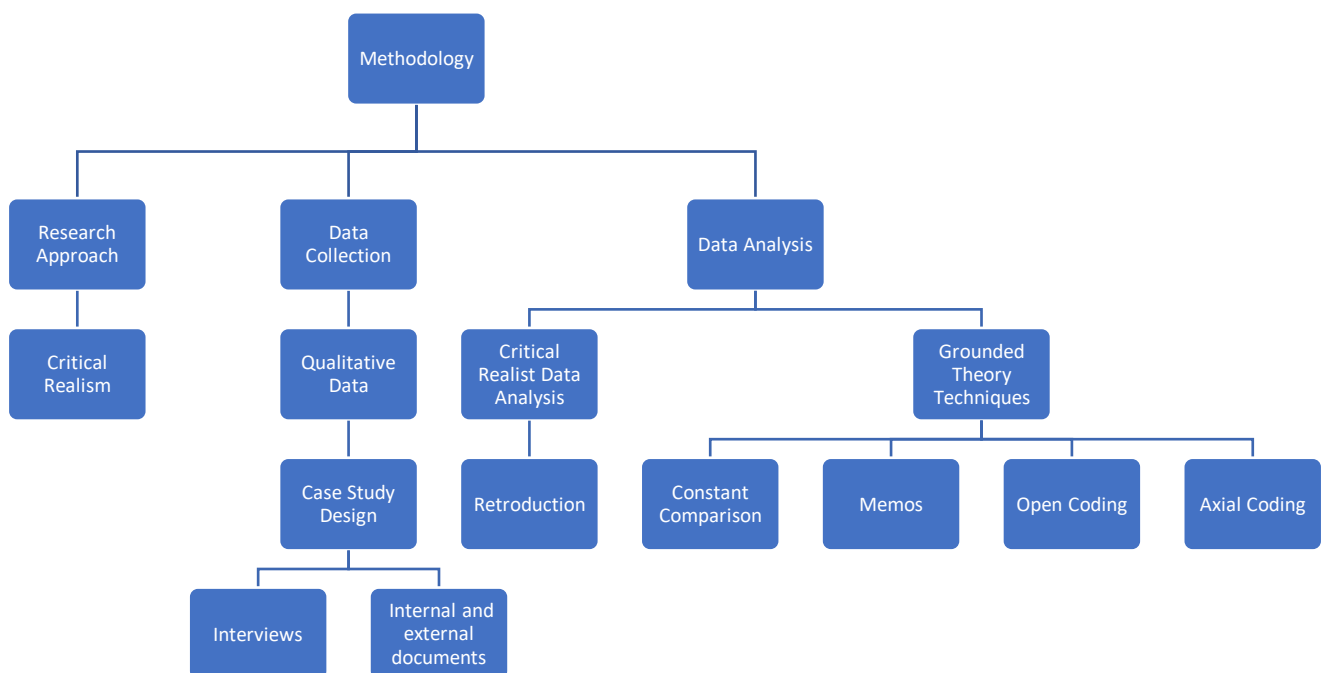 Methodology
Research
Approach
Data
Collection
Data Analysis
Critical
Realism
Qualitative
Data
Critical
Realist Data
Analysis
Grounded
Theory
Techniques
Case Study
Design
Retroduction
Constant
Comparison
Memos
Open Coding
Axial Coding
Interviews
Internal and
external
documents